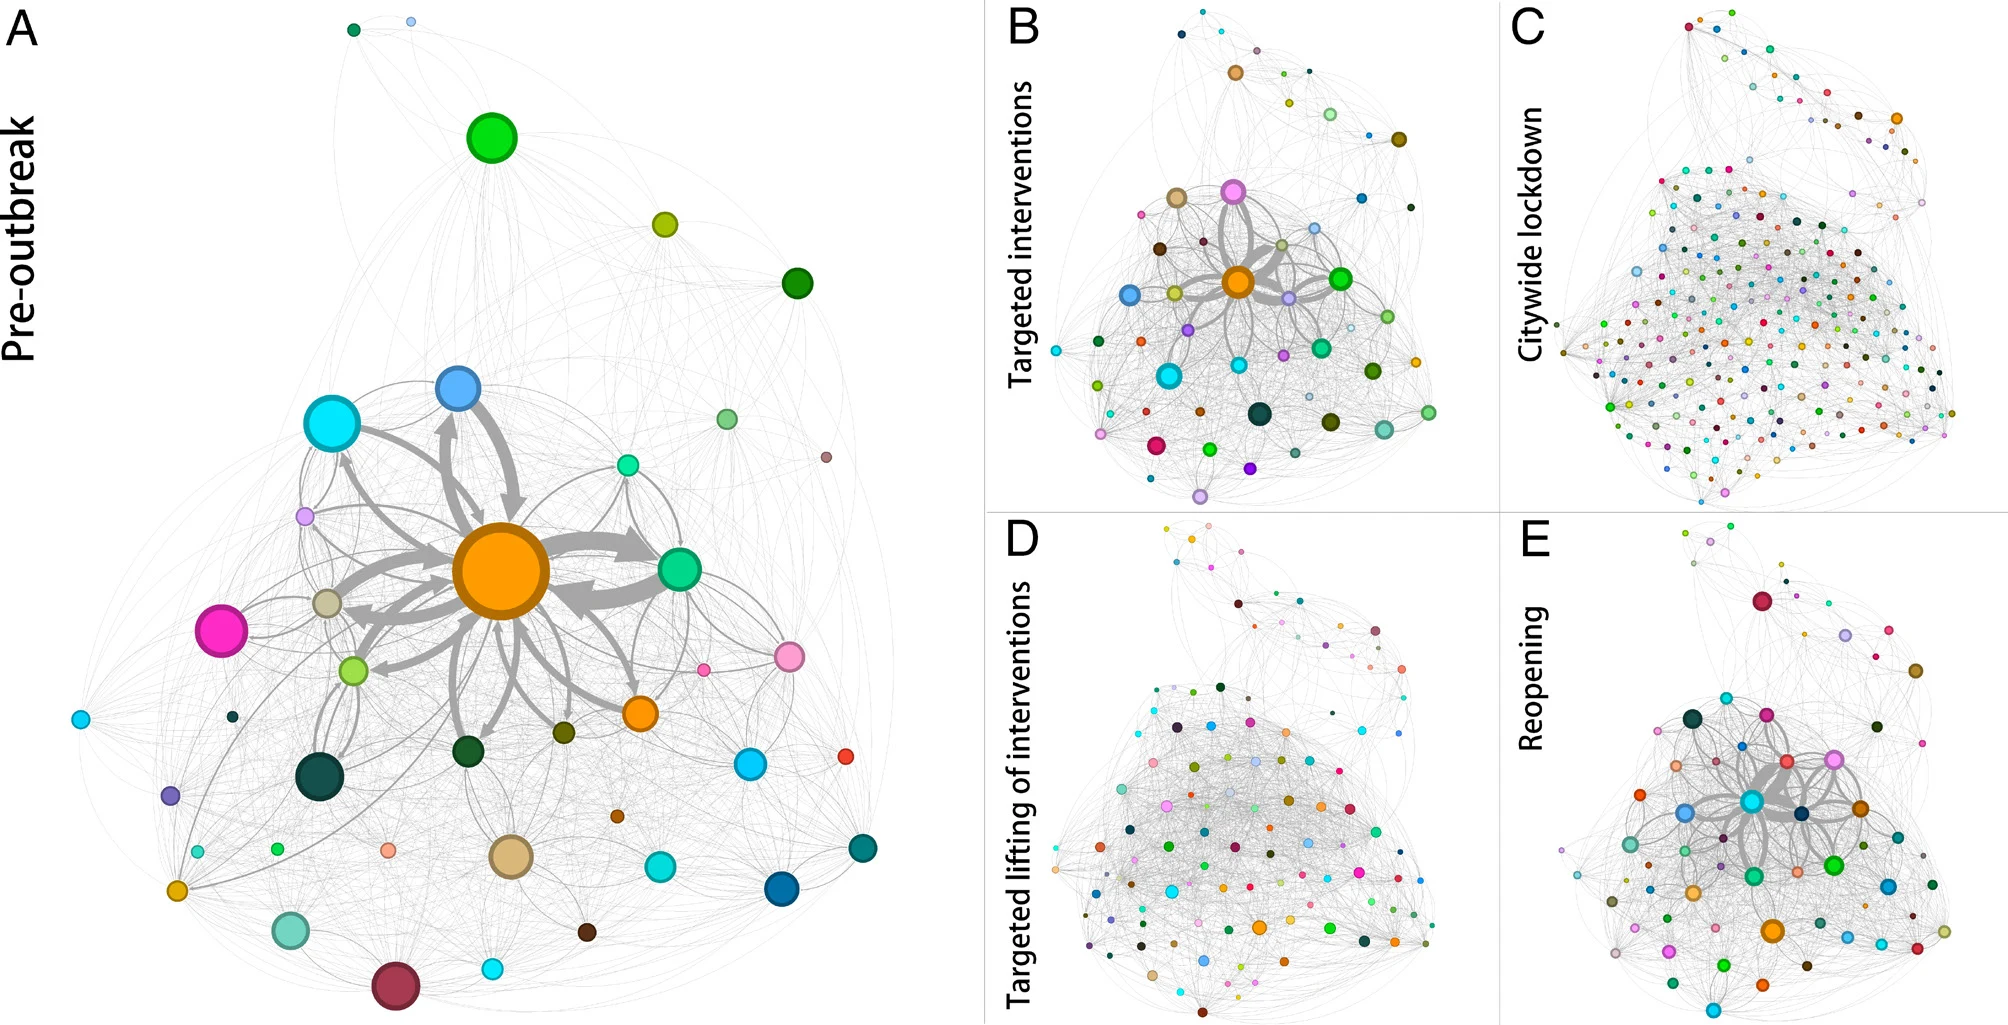 A
Pre-outbreak
B
Targeted interventions
C
Citywide lockdown
D
Targeted lifting of interventions
E
Reopening